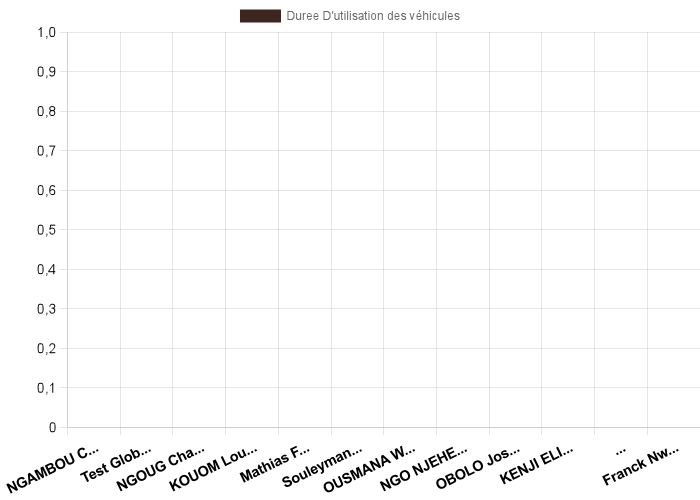 Duree D'utilisation des véhicules
1,0
0,9
0,8
0,7
0,6
0,5
0,4
0,3
0,2
0,1
0
NGAMBOU C...
Test Glob...
NGOUG Cha...
KOUOM Lou...
Mathias F...
Souleyman...
OUSMANA W...
NGO NJEHE...
OBOLO Jos...
KENJI ELI...
...
Franck Nw...